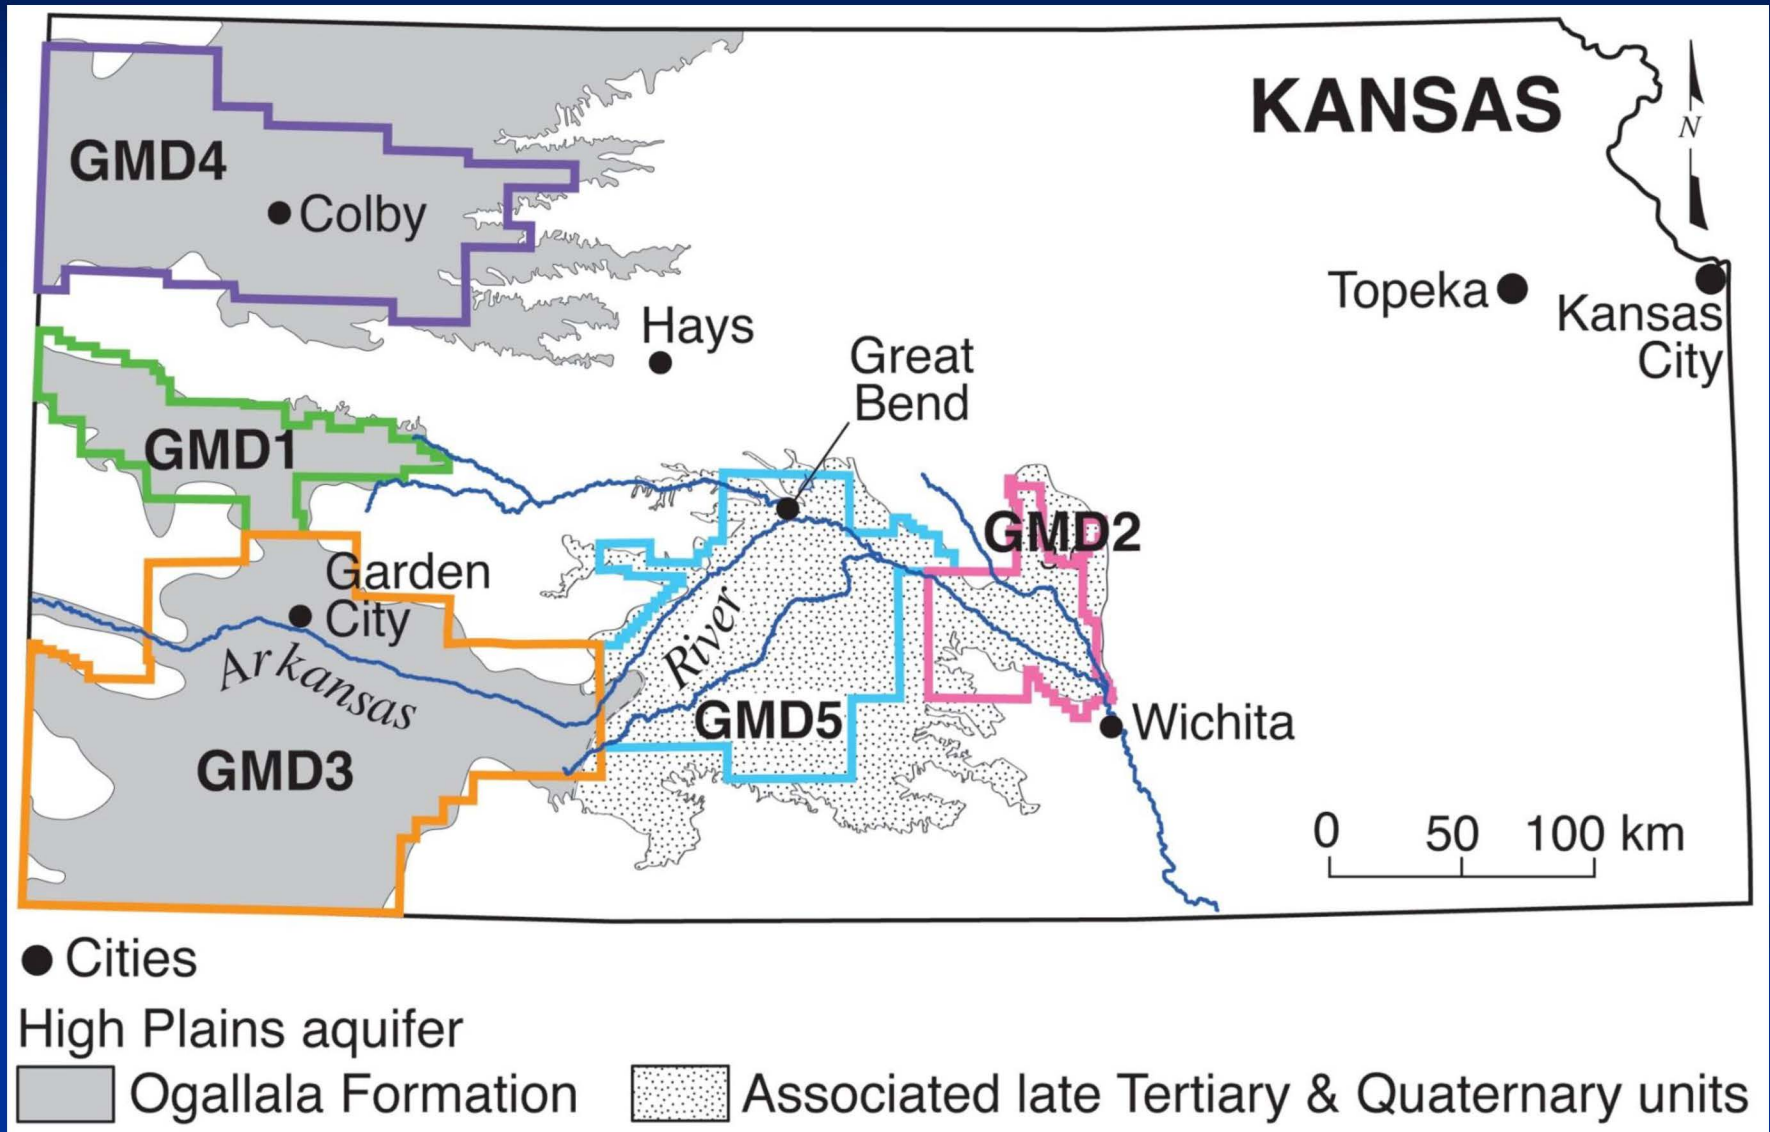 KANSAS
N
GMD4
Colby
Topeka
Kansas
City
Hays
Great
Bend
GMD1
GMD2
Garden
City
Arkansas
River
GMD5
Wichita
GMD3
0 50 100 km
Cities
High Plains aquifer
Ogallala Formation
Associated late Tertiary & Quaternary units